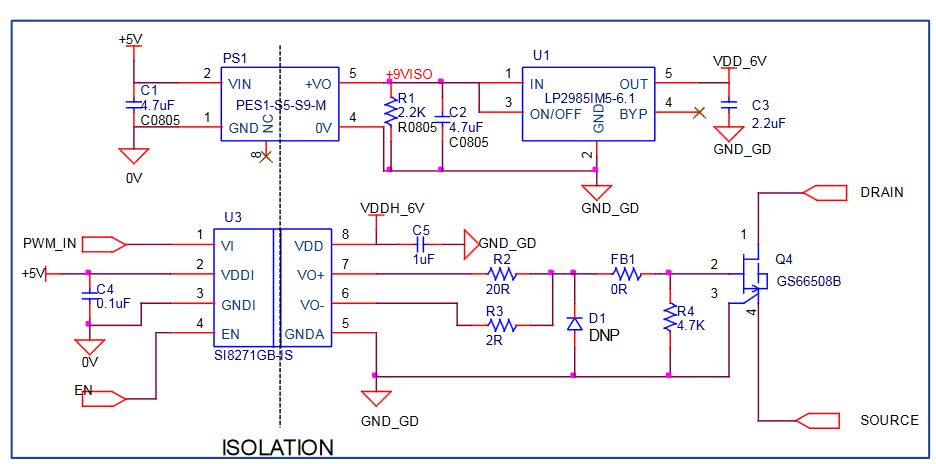 +5V
PS1
2
VIN
+VO
5
+9VISO
C1
4.7uF
C0805
PES1-S5-S9-M
1
GND
NC
0V
4
8
0V
R1
2.2K
R0805
C2
4.7uF
C0805
U1
1
IN
OUT
5
LP2985IM5-6.1
3
ON/OFF
GND
BYP
4
2
VDD_6V
C3
2.2uF
GND_GD
GND_GD
U3
PWM_IN
1
VI
VDD
8
VDDH_6V
C5
1uF
GND_GD
+5V
2
VDDI
VO+
7
R2
20R
C4
0.1uF
3
GNDI
VO-
6
R3
2R
4
EN
GNDA
5
SI8271GB-IS
0V
EN
GND_GD
D1
DNP
FB1
0R
R4
4.7K
DRAIN
1
Q4
2
GS66508B
3
4
SOURCE
ISOLATION